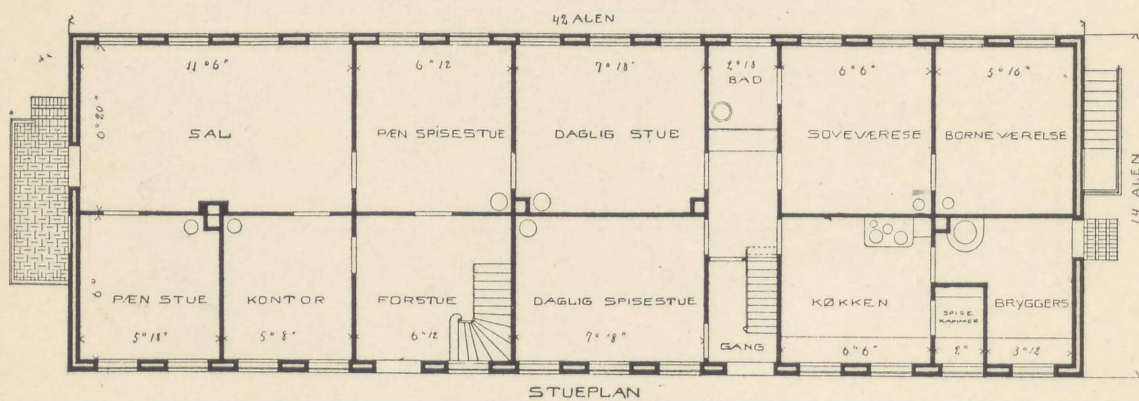 42 ALEN
11° 6"
6° 12
7° 18"
2° 18
6° 6"
5° 16"
BAD
6° 20"
SAL
PÆN SPISESTUE
DAGLIG STUE
SOVEVÆRESE
BORNEVÆRELSE
14 ALEN
6°
PÆN STUE
KONTOR
FORSTUE
DAGLIG SPISESTUE
KØKKEN
SPISE
KAMMER
BRYGGERS
5° 18"
5° 8"
6° 12
7° 18"
GANG
6° 6"
2°
3° 12
STUEPLAN